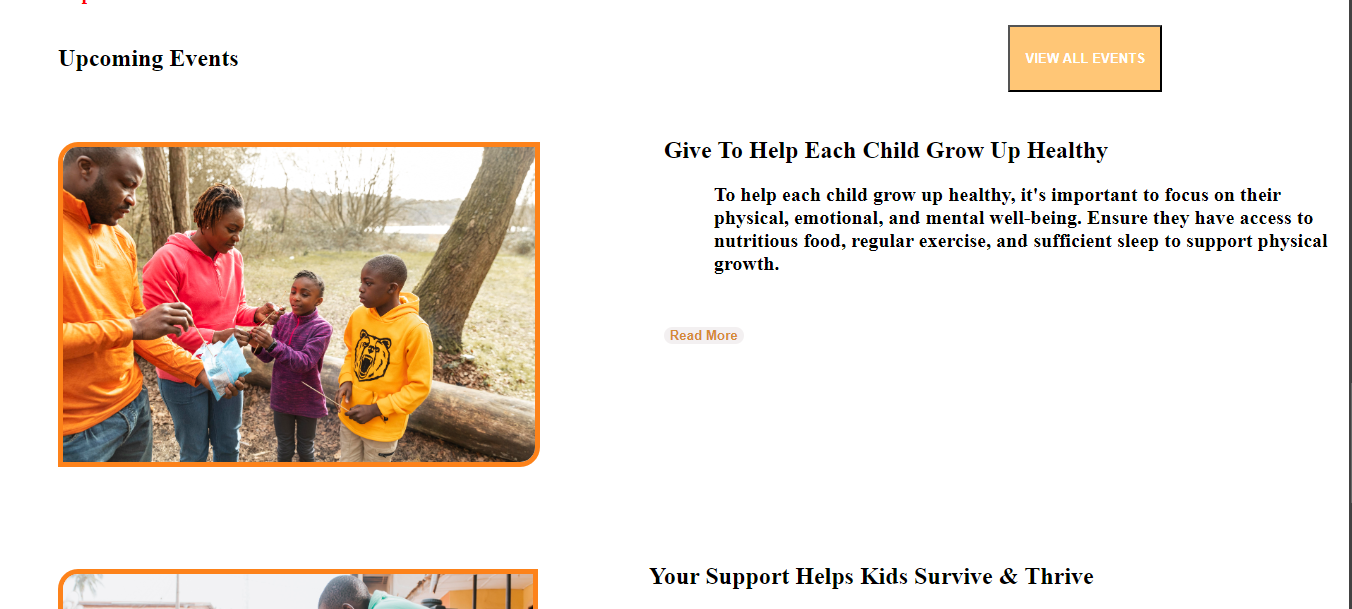 Upcoming Events
VIEW ALL EVENTS
Give To Help Each Child Grow Up Healthy
To help each child grow up healthy, it's important to focus on their
physical, emotional, and mental well-being. Ensure they have access to
nutritious food, regular exercise, and sufficient sleep to support physical
growth.
Read More
Your Support Helps Kids Survive & Thrive